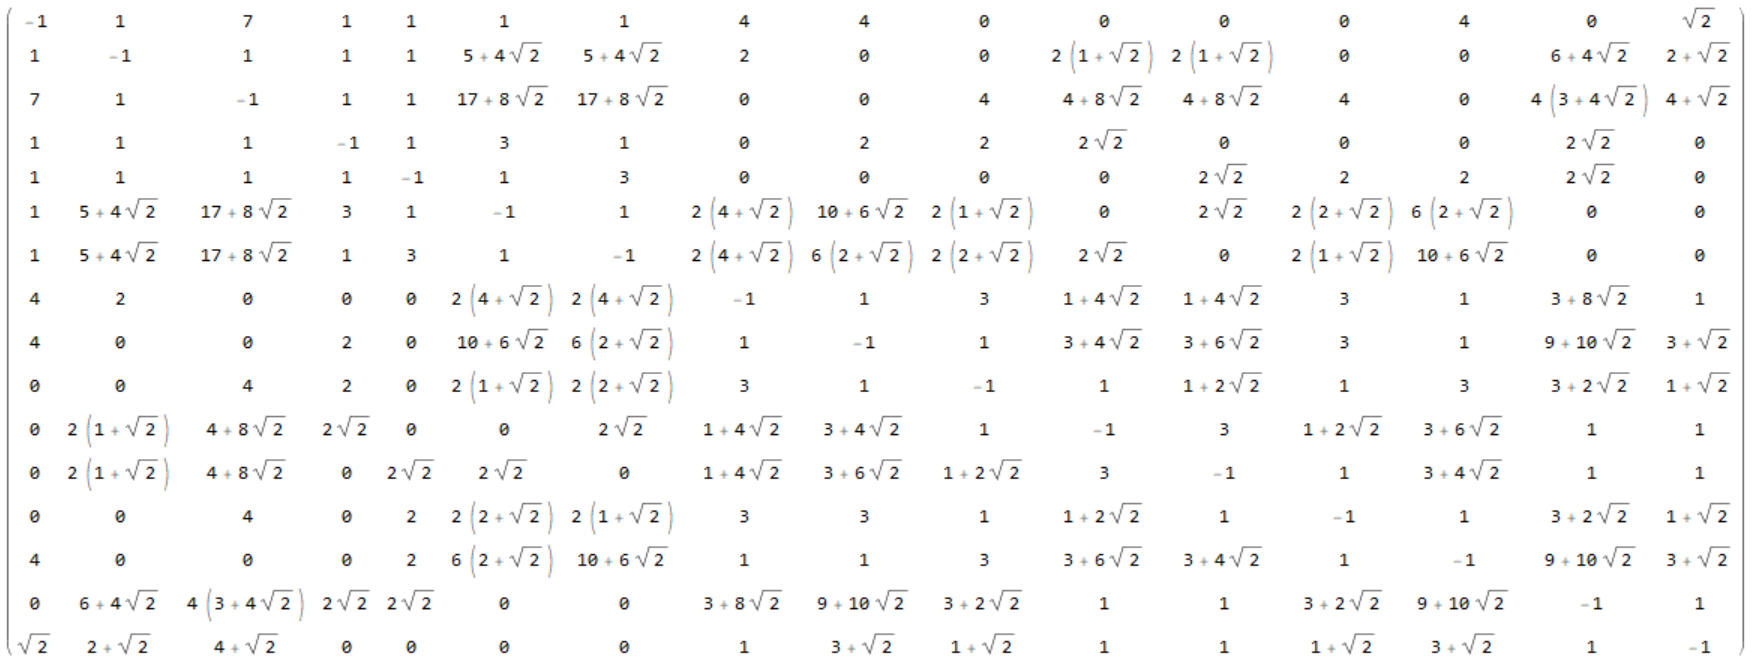 -1 1 7 1 1 1 1 4 4 0 0 0 0 4 0 √2
1 -1 1 1 1 5 + 4 √2 5 + 4 √2 2 0 0 2 (1 + √2) 2 (1 + √2) 0 0 6 + 4 √2 2 + √2
7 1 -1 1 1 17 + 8 √2 17 + 8 √2 0 0 4 4 + 8 √2 4 + 8 √2 4 0 4 (3 + 4 √2) 4 + √2
1 1 1 -1 1 3 1 0 2 2 2 √2 0 0 0 2 √2 0
1 1 1 1 -1 1 3 0 0 0 0 2 √2 2 2 2 √2 0
1 5 + 4 √2 17 + 8 √2 3 1 -1 1 2 (4 + √2) 10 + 6 √2 2 (1 + √2) 0 2 √2 2 (2 + √2) 6 (2 + √2) 0 0
1 5 + 4 √2 17 + 8 √2 1 3 1 -1 2 (4 + √2) 6 (2 + √2) 2 (2 + √2) 2 √2 0 2 (1 + √2) 10 + 6 √2 0 0
4 2 0 0 0 2 (4 + √2) 2 (4 + √2) -1 1 3 1 + 4 √2 1 + 4 √2 3 1 3 + 8 √2 1
4 0 0 2 0 10 + 6 √2 6 (2 + √2) 1 -1 1 3 + 4 √2 3 + 6 √2 3 1 9 + 10 √2 3 + √2
0 0 4 2 0 2 (1 + √2) 2 (2 + √2) 3 1 -1 1 1 + 2 √2 1 3 3 + 2 √2 1 + √2
0 2 (1 + √2) 4 + 8 √2 2 √2 0 0 2 √2 1 + 4 √2 3 + 4 √2 1 -1 3 1 + 2 √2 3 + 6 √2 1 1
0 2 (1 + √2) 4 + 8 √2 0 2 √2 2 √2 0 1 + 4 √2 3 + 6 √2 1 + 2 √2 3 -1 1 3 + 4 √2 1 1
0 0 4 0 2 2 (2 + √2) 2 (1 + √2) 3 3 1 1 + 2 √2 1 -1 1 3 + 2 √2 1 + √2
4 0 0 0 2 6 (2 + √2) 10 + 6 √2 1 1 3 3 + 6 √2 3 + 4 √2 1 -1 9 + 10 √2 3 + √2
0 6 + 4 √2 4 (3 + 4 √2) 2 √2 2 √2 0 0 3 + 8 √2 9 + 10 √2 3 + 2 √2 1 1 3 + 2 √2 9 + 10 √2 -1 1
√2 2 + √2 4 + √2 0 0 0 0 1 3 + √2 1 + √2 1 1 1 + √2 3 + √2 1 -1